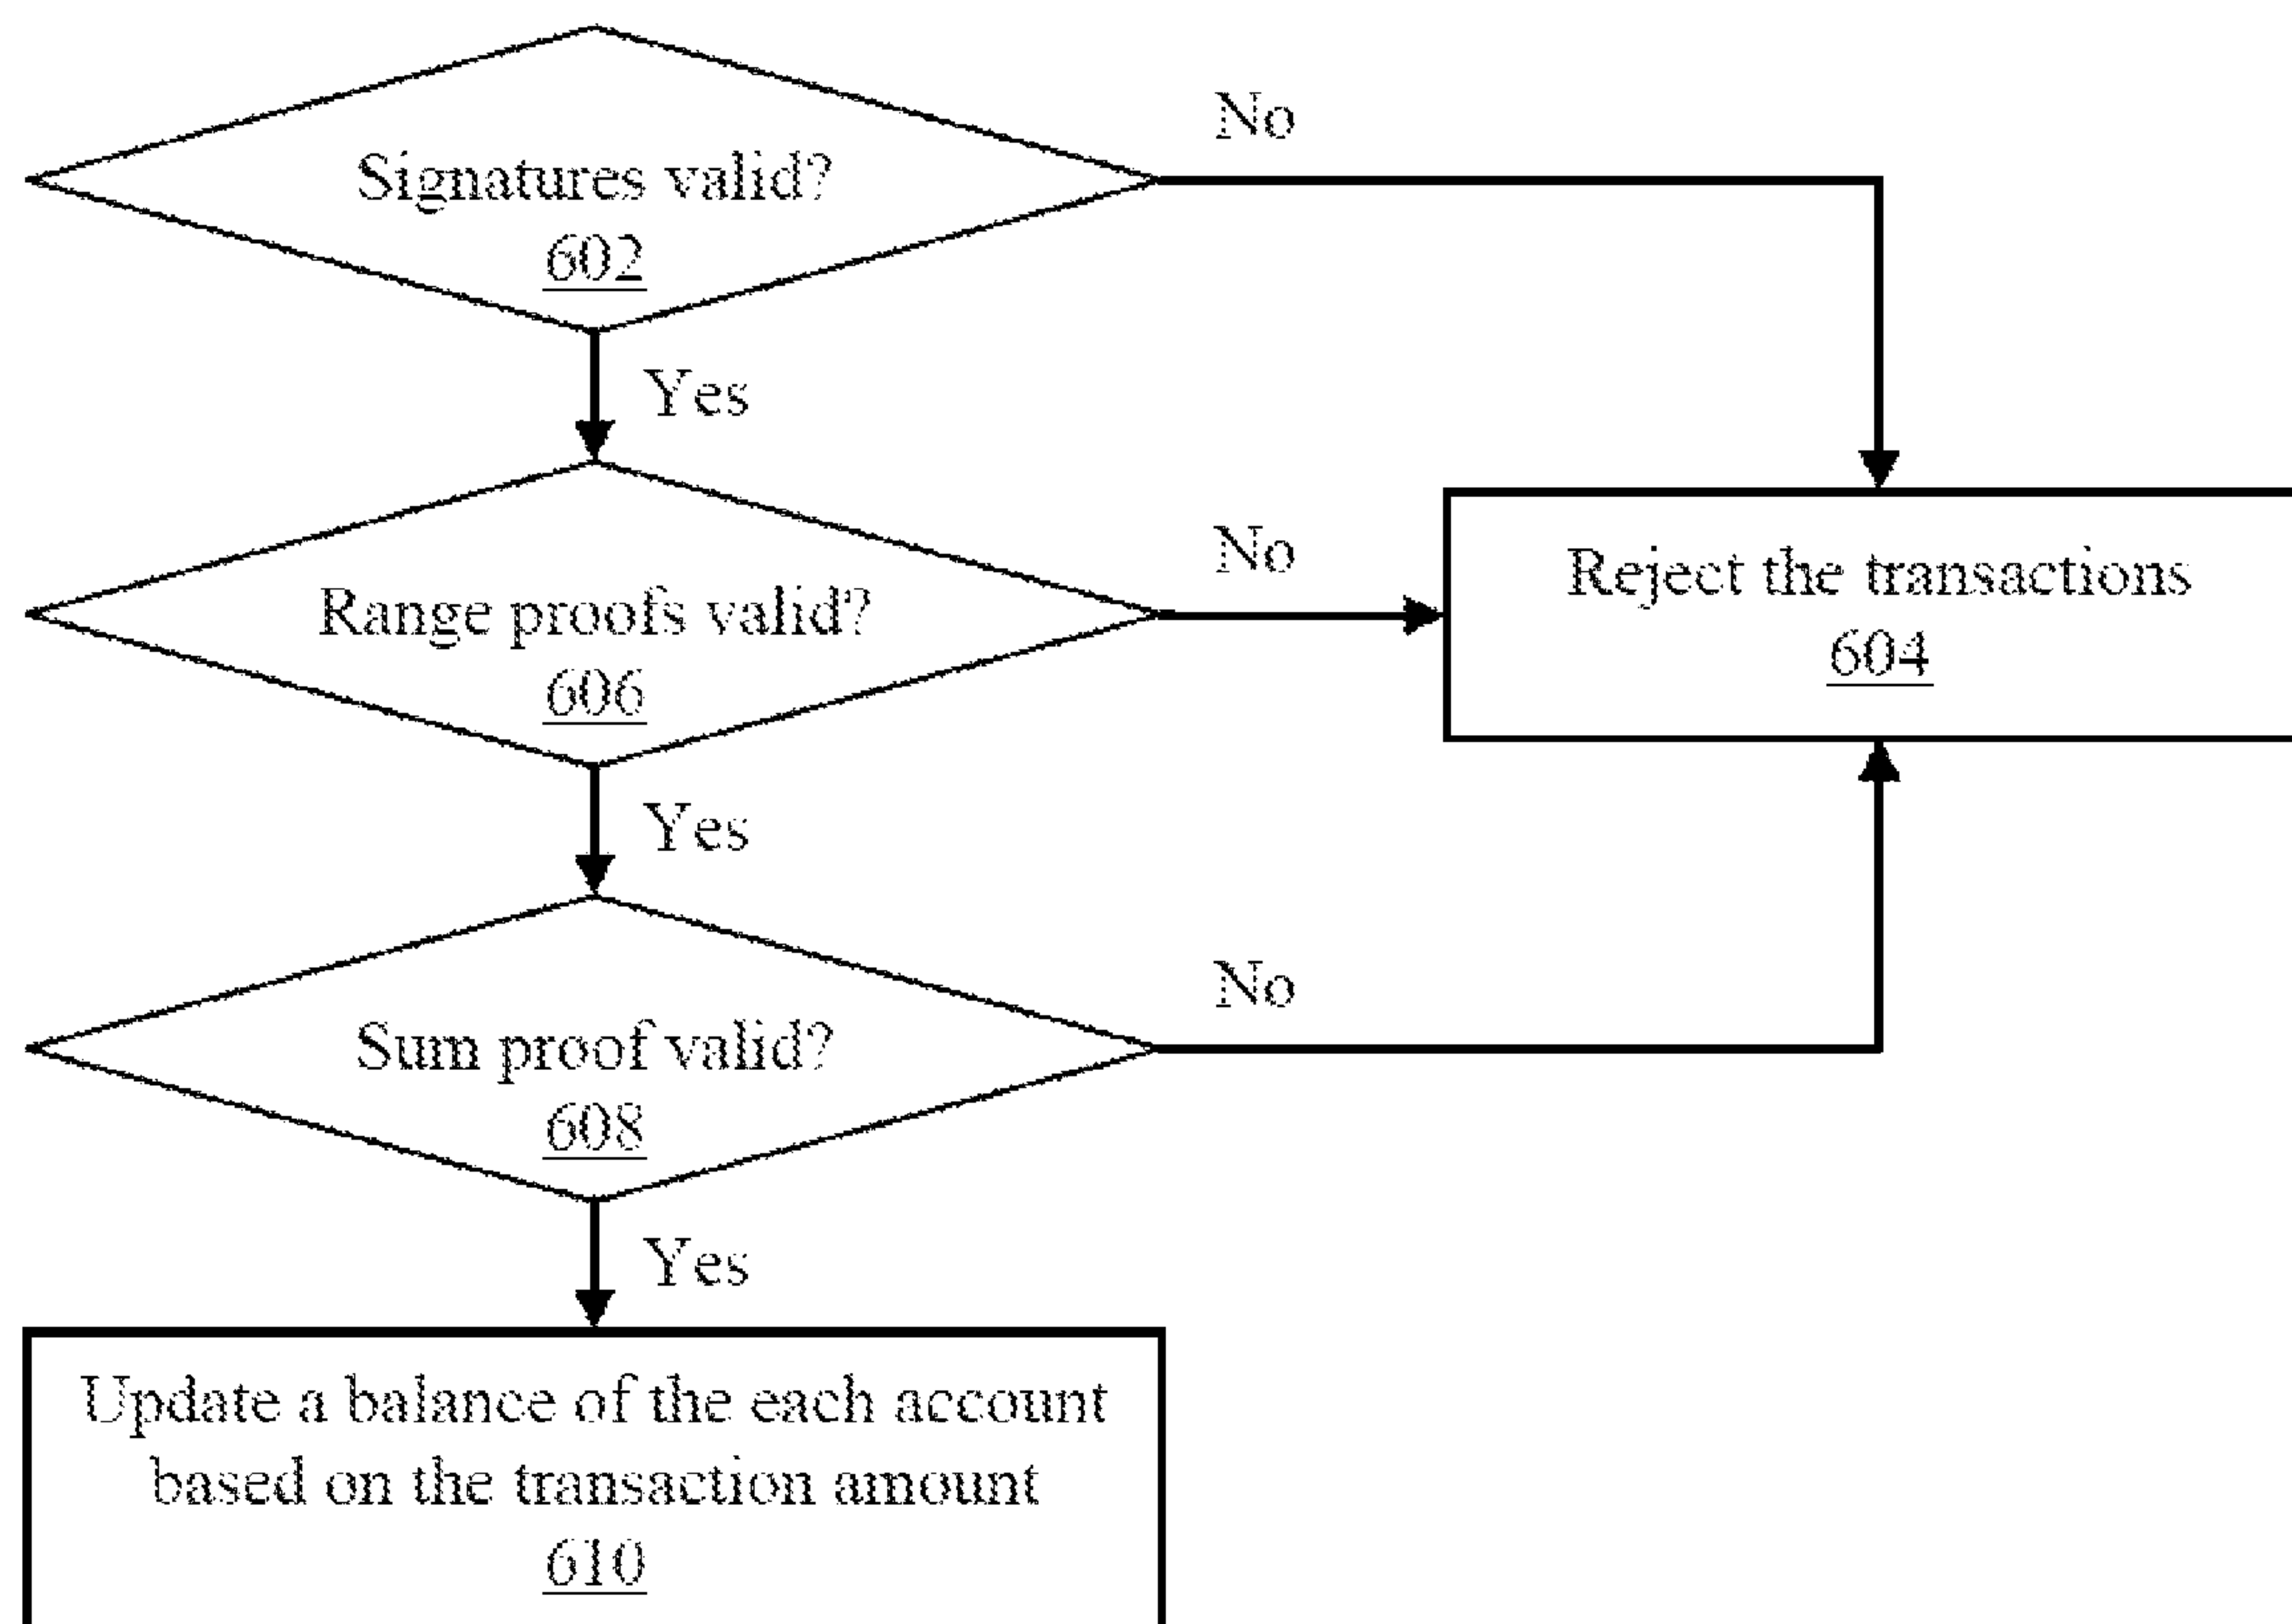 Signatures valid?
602
No
Yes
Range proofs valid?
606
No
Reject the transactions
604
Yes
Sum proof valid?
608
No
Yes
Update a balance of the each account
based on the transaction amount
610